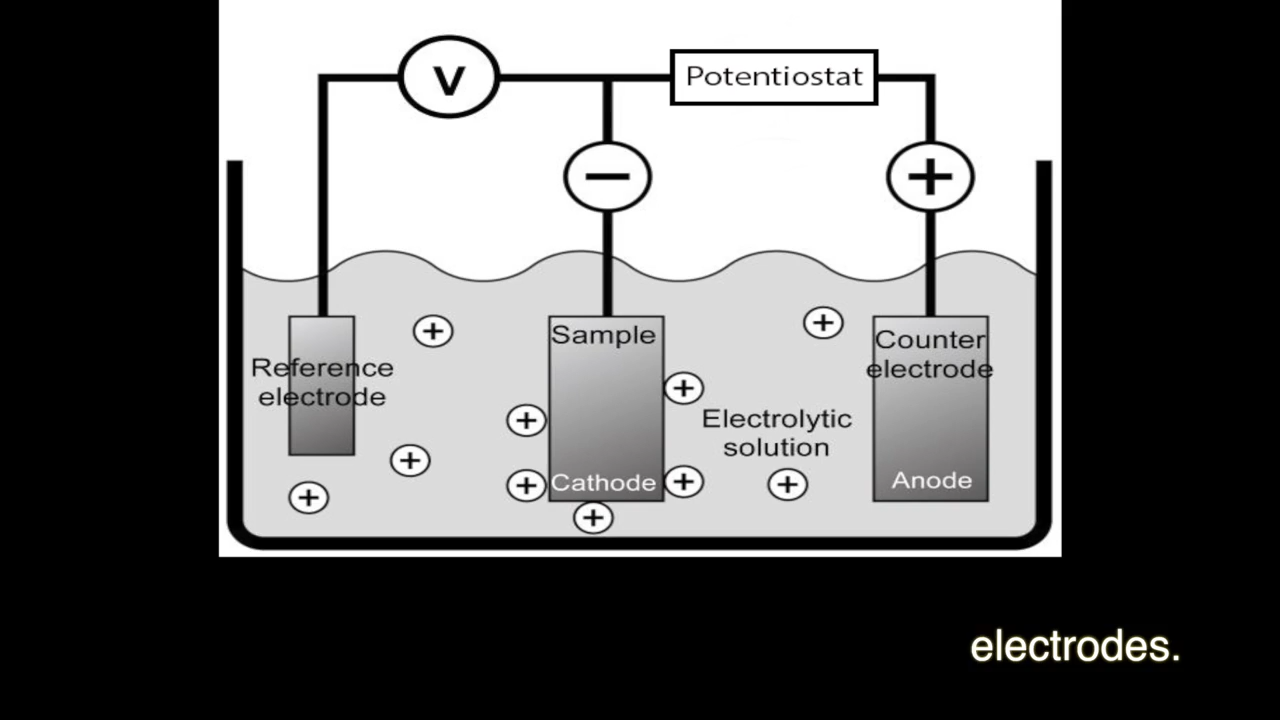 V
Potentiostat
−
+
Reference
electrode
Sample
Cathode
Electrolytic
solution
Counter
electrode
Anode
+
+
+
+
+
+
+
+
+
+
electrodes.